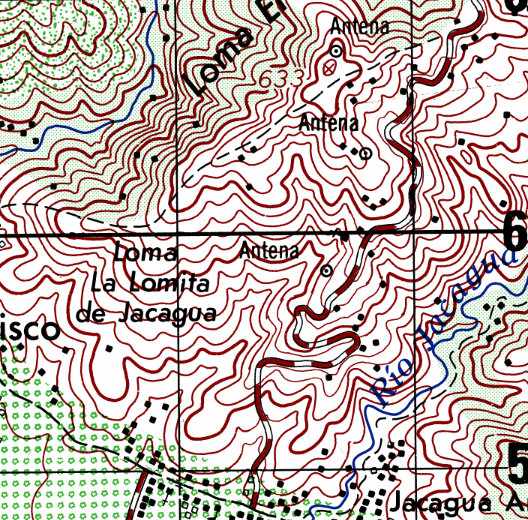 Antena
Loma El
633
Antena
6
Antena
Loma
La Lomita
de Jacagua
Río Jacagua
isco
5
Jacagua A